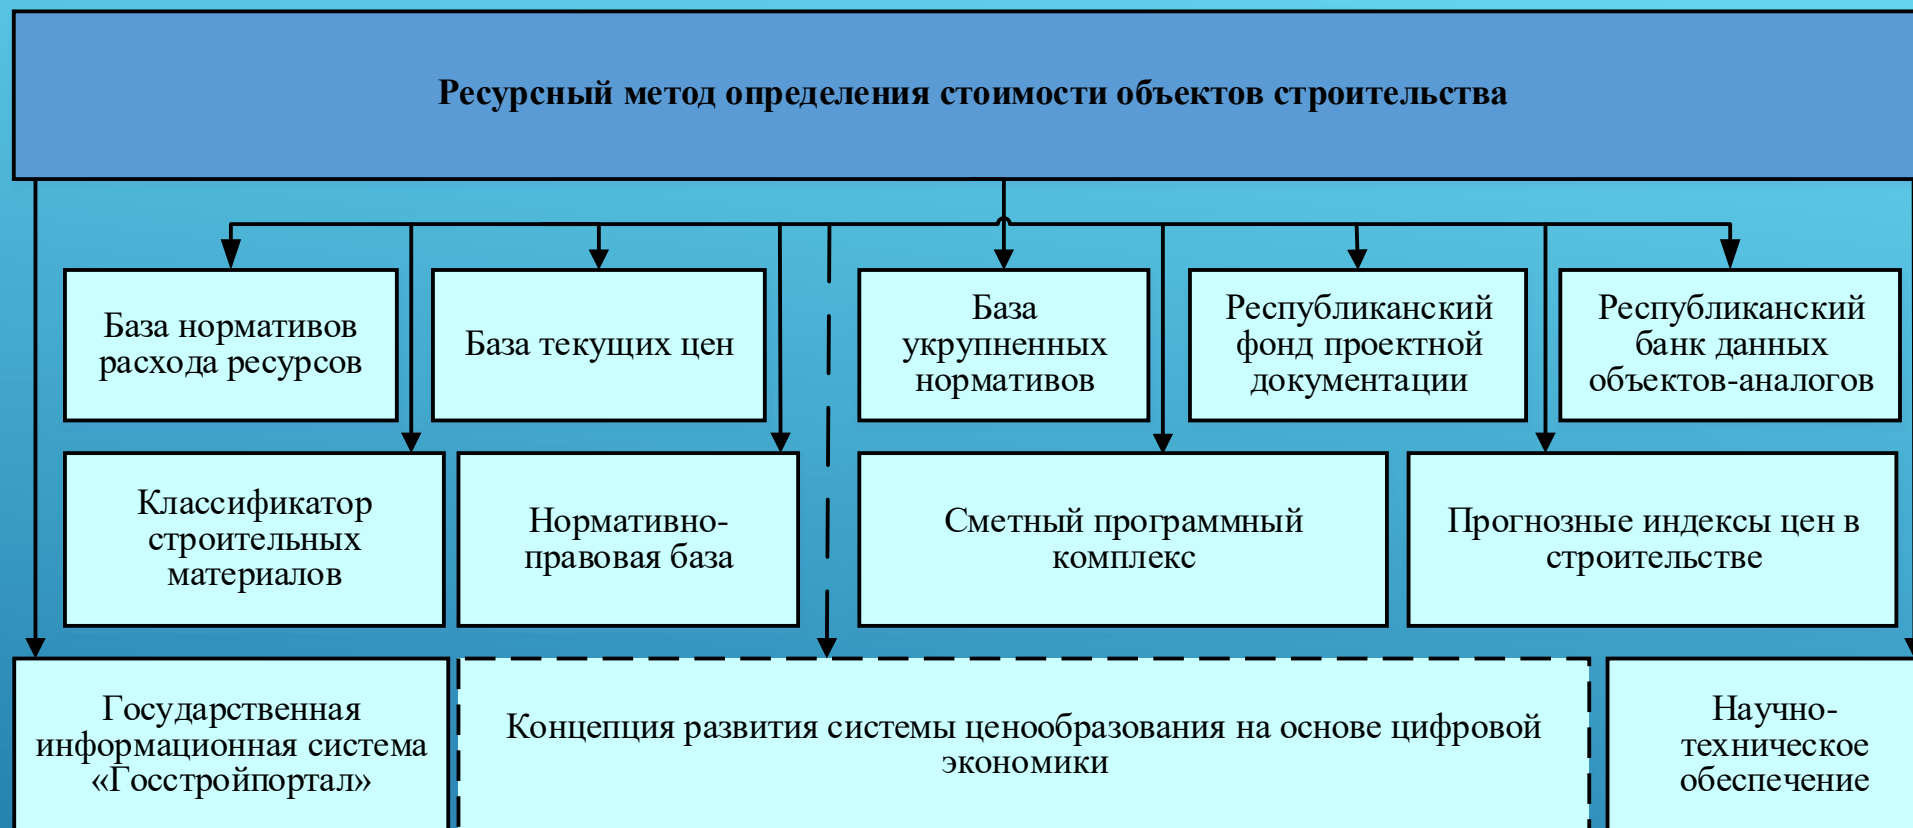 Ресурсный метод определения стоимости объектов строительства
База нормативов
расхода ресурсов
База текущих цен
База
укрупненных
нормативов
Республиканский
фонд проектной
документации
Республиканский
банк данных
объектов-аналогов
Классификатор
строительных
материалов
Нормативно-
правовая база
Сметный программный
комплекс
Прогнозные индексы цен в
строительстве
Государственная
информационная система
«Госстройпортал»
Концепция развития системы ценообразования на основе цифровой
экономики
Научно-
техническое
обеспечение